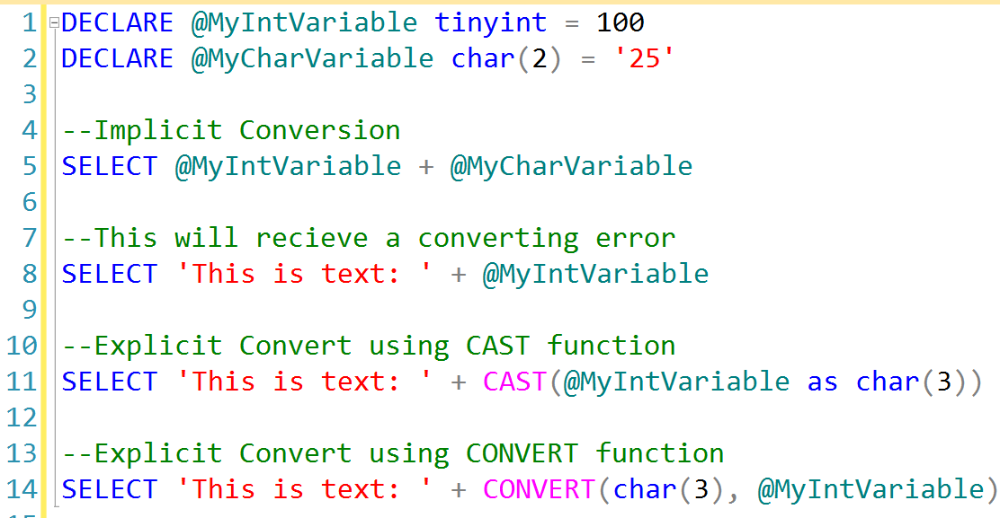 1 DECLARE @MyIntVariable tinyint = 100
2 DECLARE @MyCharVariable char(2) = '25'
3
4 --Implicit Conversion
5 SELECT @MyIntVariable + @MyCharVariable
6
7 --This will recieve a converting error
8 SELECT 'This is text: ' + @MyIntVariable
9
10 --Explicit Convert using CAST function
11 SELECT 'This is text: ' + CAST(@MyIntVariable as char(3))
12
13 --Explicit Convert using CONVERT function
14 SELECT 'This is text: ' + CONVERT(char(3), @MyIntVariable)